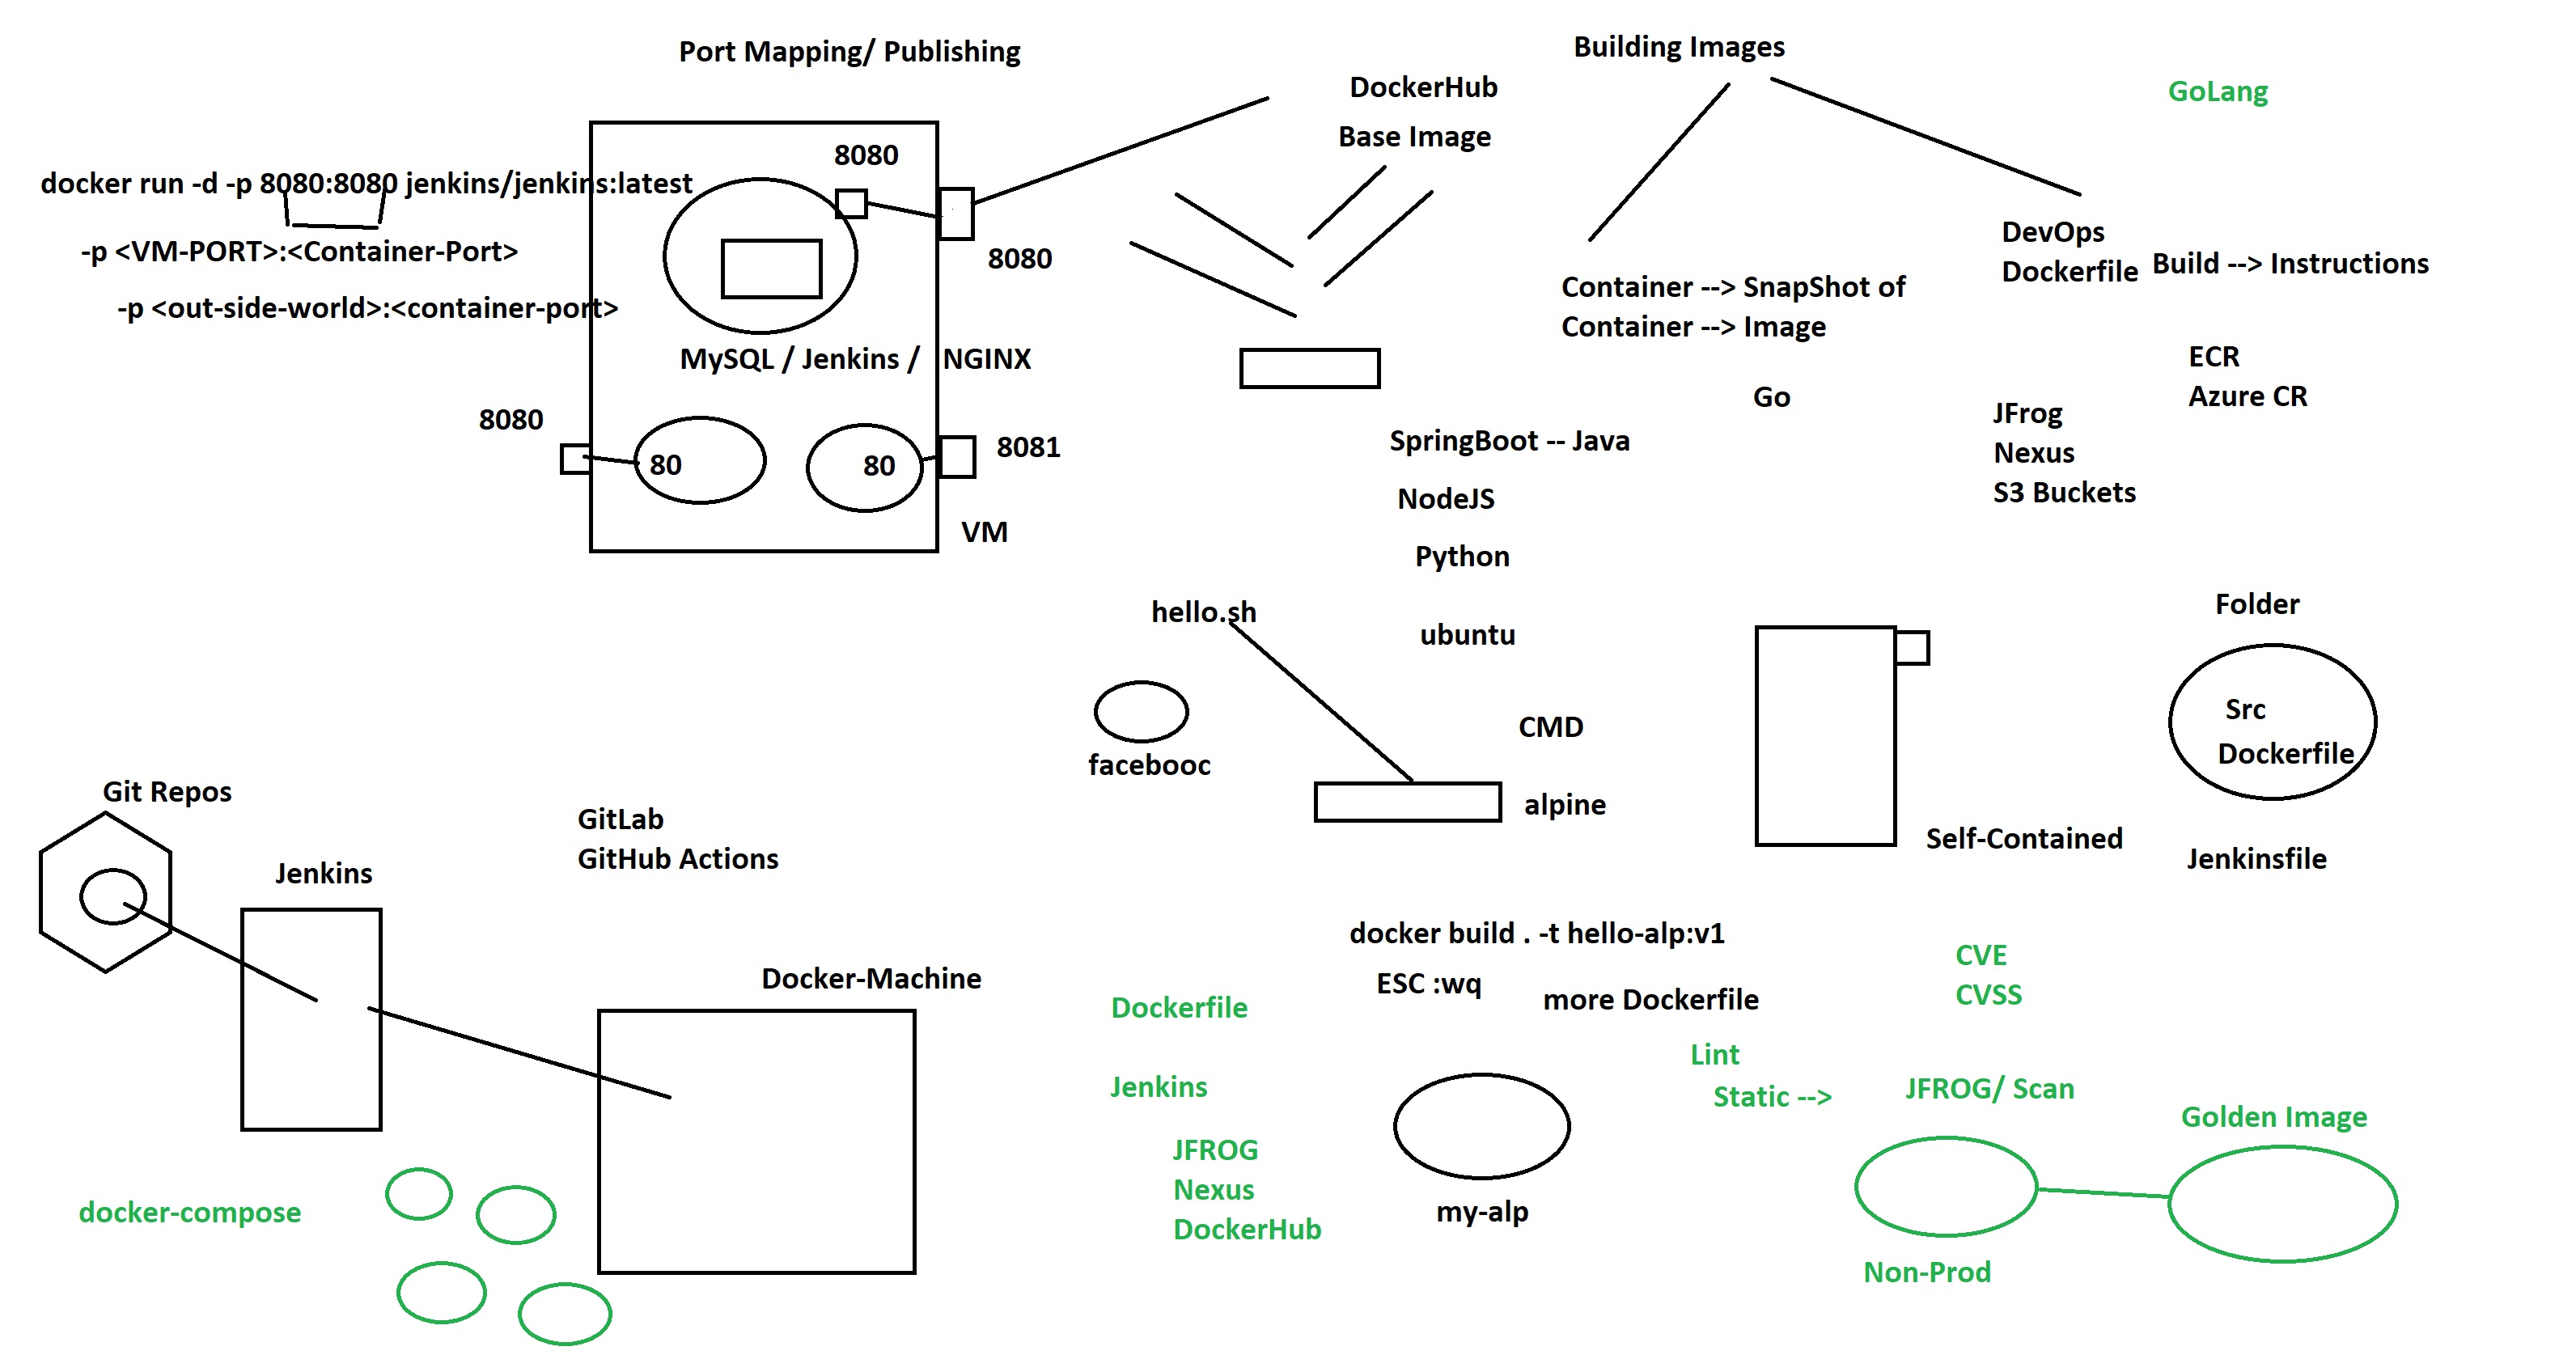 Port Mapping/ Publishing
8080
docker run -d -p 8080:8080 jenkins/jenkins:latest
-p <VM-PORT>:<Container-Port>
8080
-p <out-side-world>:<container-port>
MySQL / Jenkins / NGINX
8080
80
80
8081
VM
DockerHub
Base Image
Building Images
GoLang
DevOps
Dockerfile
Build --> Instructions
Container --> SnapShot of
Container --> Image
Go
ECR
Azure CR
JFrog
Nexus
S3 Buckets
SpringBoot -- Java
NodeJS
Python
ubuntu
hello.sh
facebooc
CMD
alpine
Self-Contained
Folder
Src
Dockerfile
Jenkinsfile
Git Repos
Jenkins
GitLab
GitHub Actions
Docker-Machine
docker-compose
docker build . -t hello-alp:v1
ESC :wq
more Dockerfile
my-alp
Dockerfile
Jenkins
JFROG
Nexus
DockerHub
CVE
CVSS
Lint
Static -->
JFROG/ Scan
Golden Image
Non-Prod